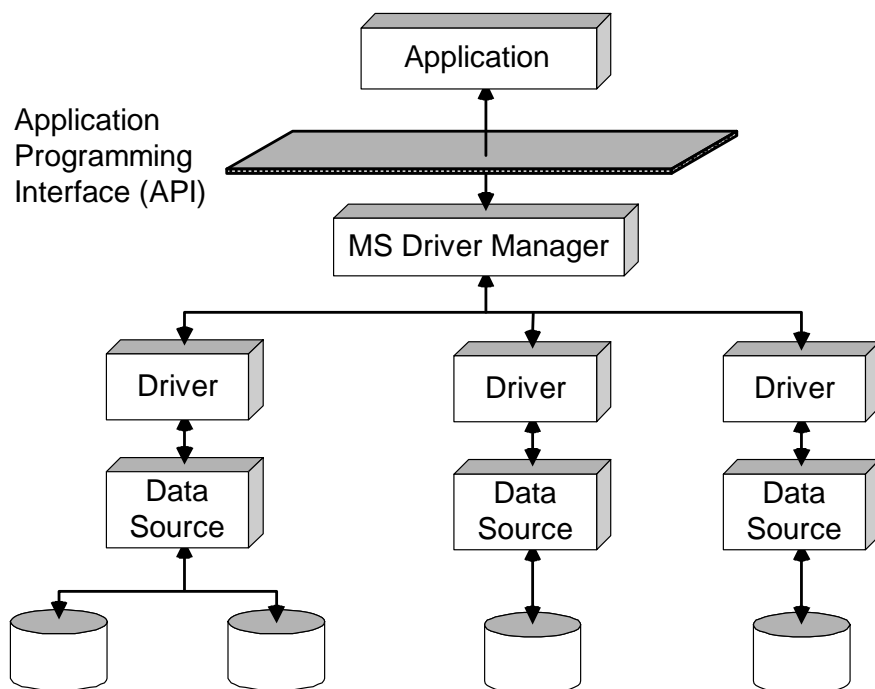 Application
Application
Programming
Interface (API)
MS Driver Manager
Driver
Driver
Driver
Data
Source
Data
Source
Data
Source